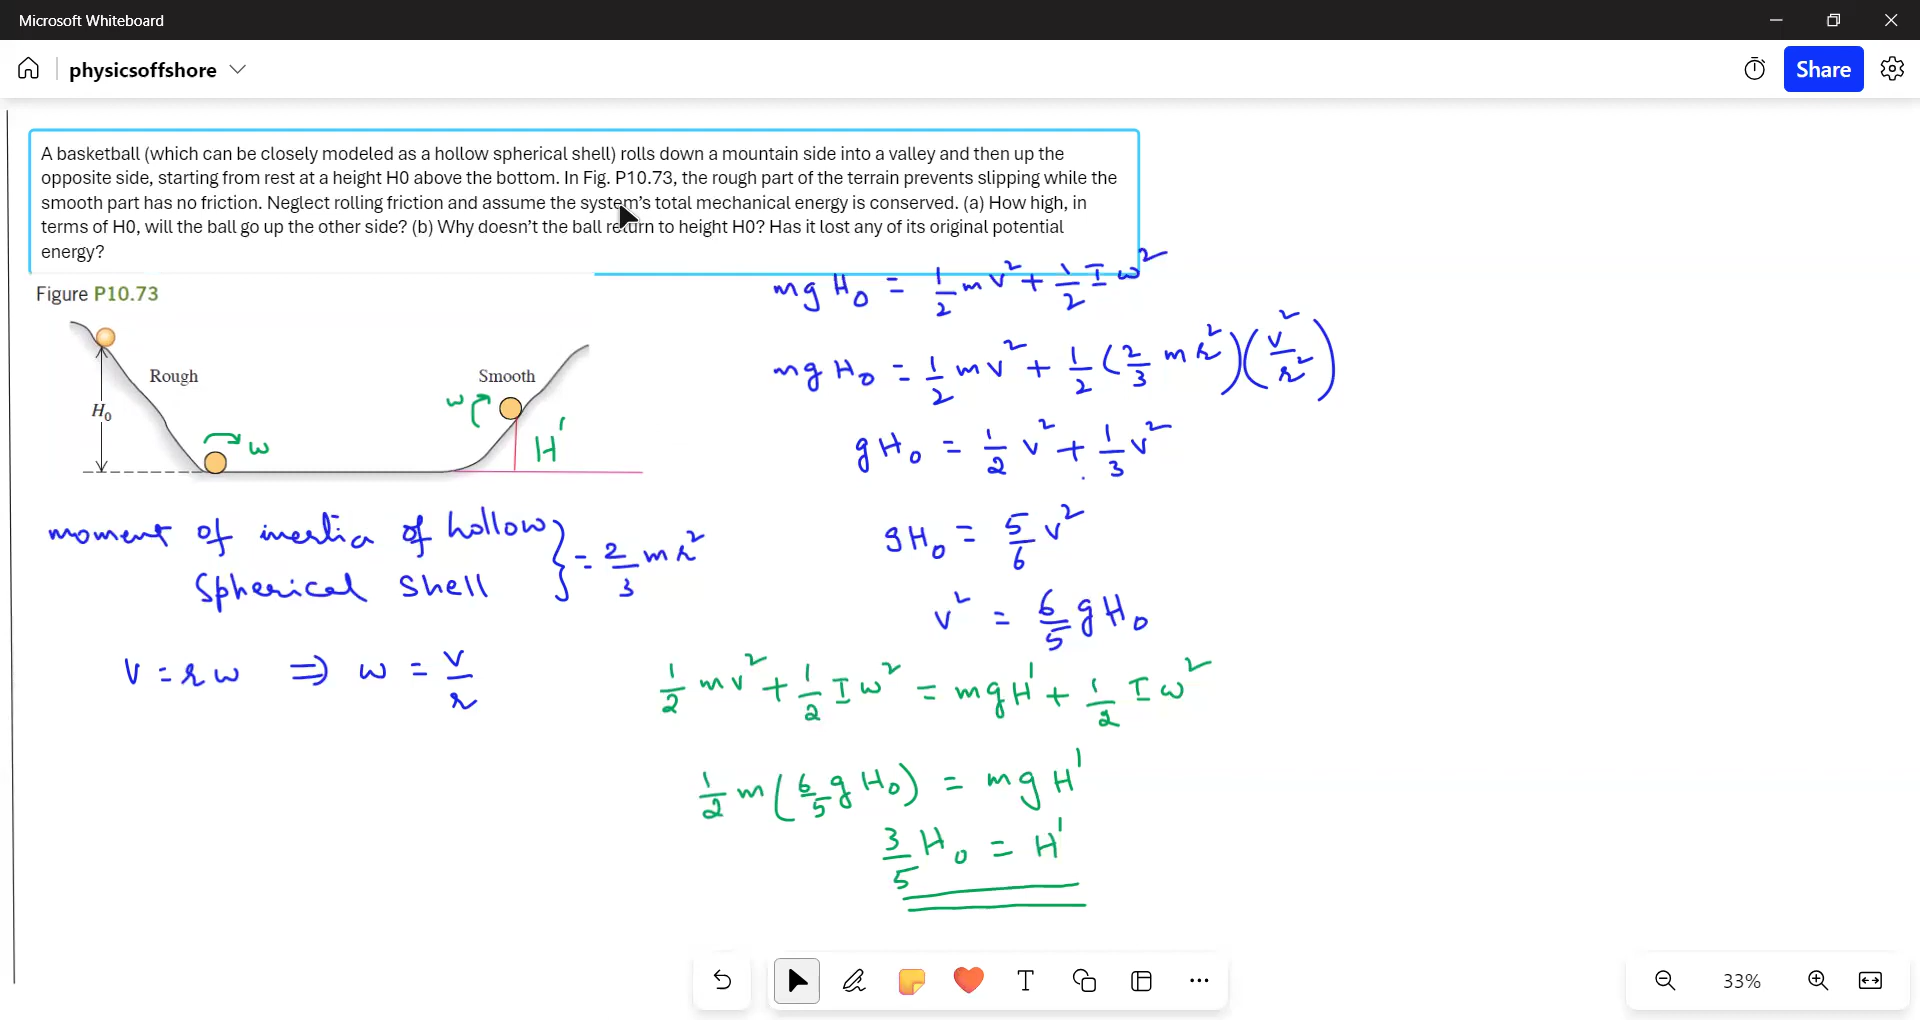 Microsoft Whiteboard
physicsoffshore
Share
A basketball (which can be closely modeled as a hollow spherical shell) rolls down a mountain side into a valley and then up the
opposite side, starting from rest at a height H0 above the bottom. In Fig. P10.73, the rough part of the terrain prevents slipping while the
smooth part has no friction. Neglect rolling friction and assume the system's total mechanical energy is conserved. (a) How high, in
terms of H0, will the ball go up the other side? (b) Why doesn't the ball return to height H0? Has it lost any of its original potential
energy?
Figure P10.73
Rough
Smooth
H₀
ω
ω
H'
mgH₀ = 1/2 mv² + 1/2 Iω²
mgH₀ = 1/2 mv² + 1/2 (2/3 mr²)(v²/r²)
gH₀ = 1/2 v² + 1/3 v²
gH₀ = 5/6 v²
v² = 6/5 gH₀
moment of inertia of hollow
Spherical Shell } = 2/3 mr²
V = rω ⇒ ω = v/r
1/2 mv² + 1/2 Iω² = mgH' + 1/2 Iω²
1/2 m(6/5 gH₀) = mgH'
3/5 H₀ = H'
33%